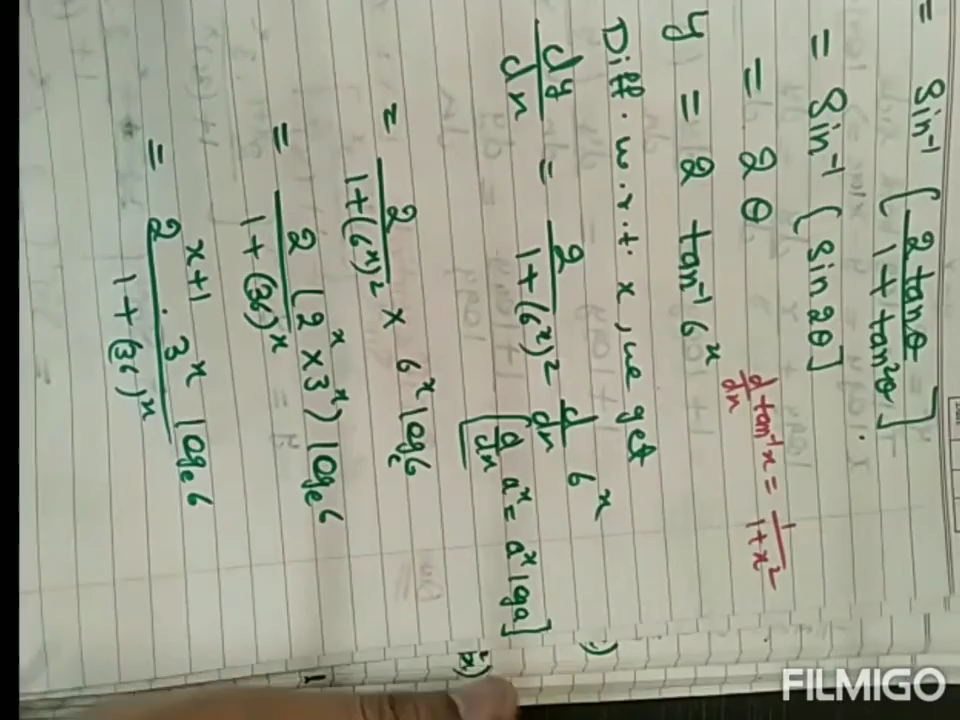 = Sin⁻¹ [2 tanθ / 1 + tan²θ]
= Sin⁻¹ [Sin 2θ]
= 2θ
y = 2 tan⁻¹ 6ˣ
d/dx tan⁻¹x = 1/1+x²
Diff. w.r.t x, we get
dy/dx = 2 / 1+(6ˣ)² d/dx 6ˣ
[d/dx aˣ = aˣ log a]
= 2 / 1+(6ˣ)² × 6ˣ logₑ6
= 2 (2ˣ × 3ˣ) logₑ6 / 1 + (36)ˣ
= 2ˣ⁺¹ . 3ˣ logₑ6 / 1 + (36)ˣ
FILMIGO